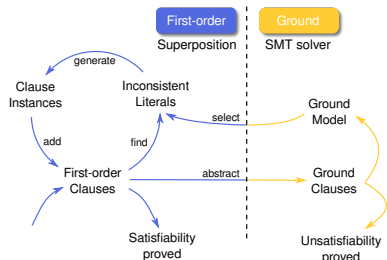 First-order
Ground
Superposition
SMT solver
generate
Clause
Instances
Inconsistent
Literals
Ground
Model
select
add
find
First-order
Clauses
abstract
Ground
Clauses
Satisfiability
proved
Unsatisfiability
proved